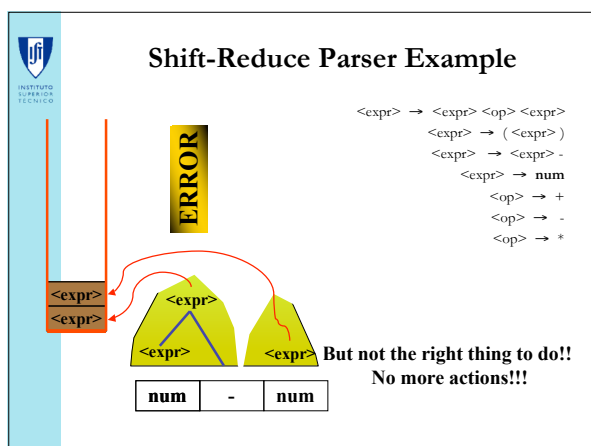 Shift-Reduce Parser Example
INSTITUTO
SUPERIOR
TÉCNICO
<expr> → <expr> <op> <expr>
<expr> → ( <expr> )
<expr> → <expr> -
<expr> → num
<op> → +
<op> → -
<op> → *
ERROR
<expr>
<expr>
<expr>
<expr>
<expr>
But not the right thing to do!!
No more actions!!!
num - num